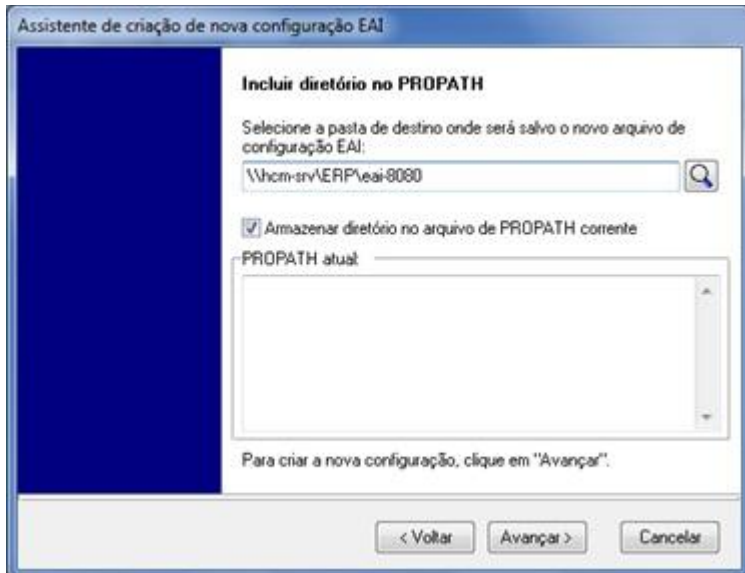 Assistente de criação de nova configuração EAI
Incluir diretório no PROPATH
Selecione a pasta de destino onde será salvo o novo arquivo de
configuração EAI:
\\hcm-srv\ERP\eai-8080
Armazenar diretório no arquivo de PROPATH corrente
PROPATH atual:
Para criar a nova configuração, clique em "Avançar".
< Voltar
Avançar >
Cancelar